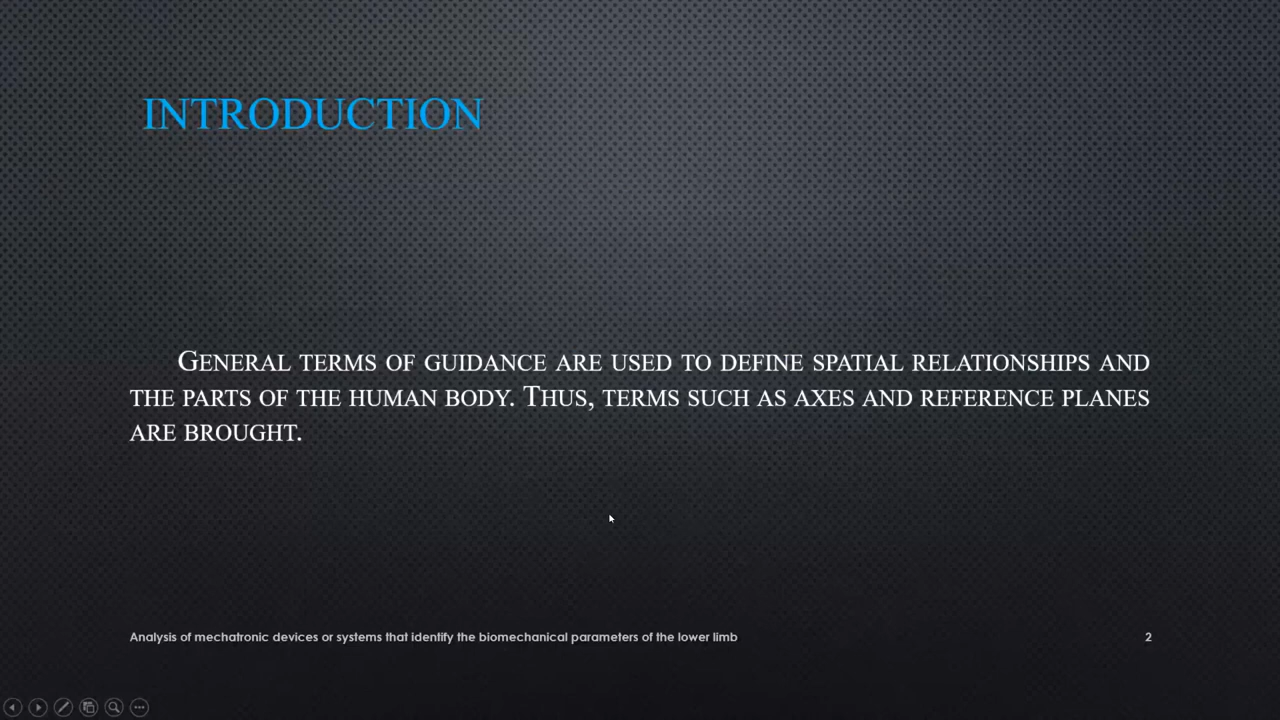 INTRODUCTION
GENERAL TERMS OF GUIDANCE ARE USED TO DEFINE SPATIAL RELATIONSHIPS AND
THE PARTS OF THE HUMAN BODY. THUS, TERMS SUCH AS AXES AND REFERENCE PLANES
ARE BROUGHT.
Analysis of mechatronic devices or systems that identify the biomechanical parameters of the lower limb
2